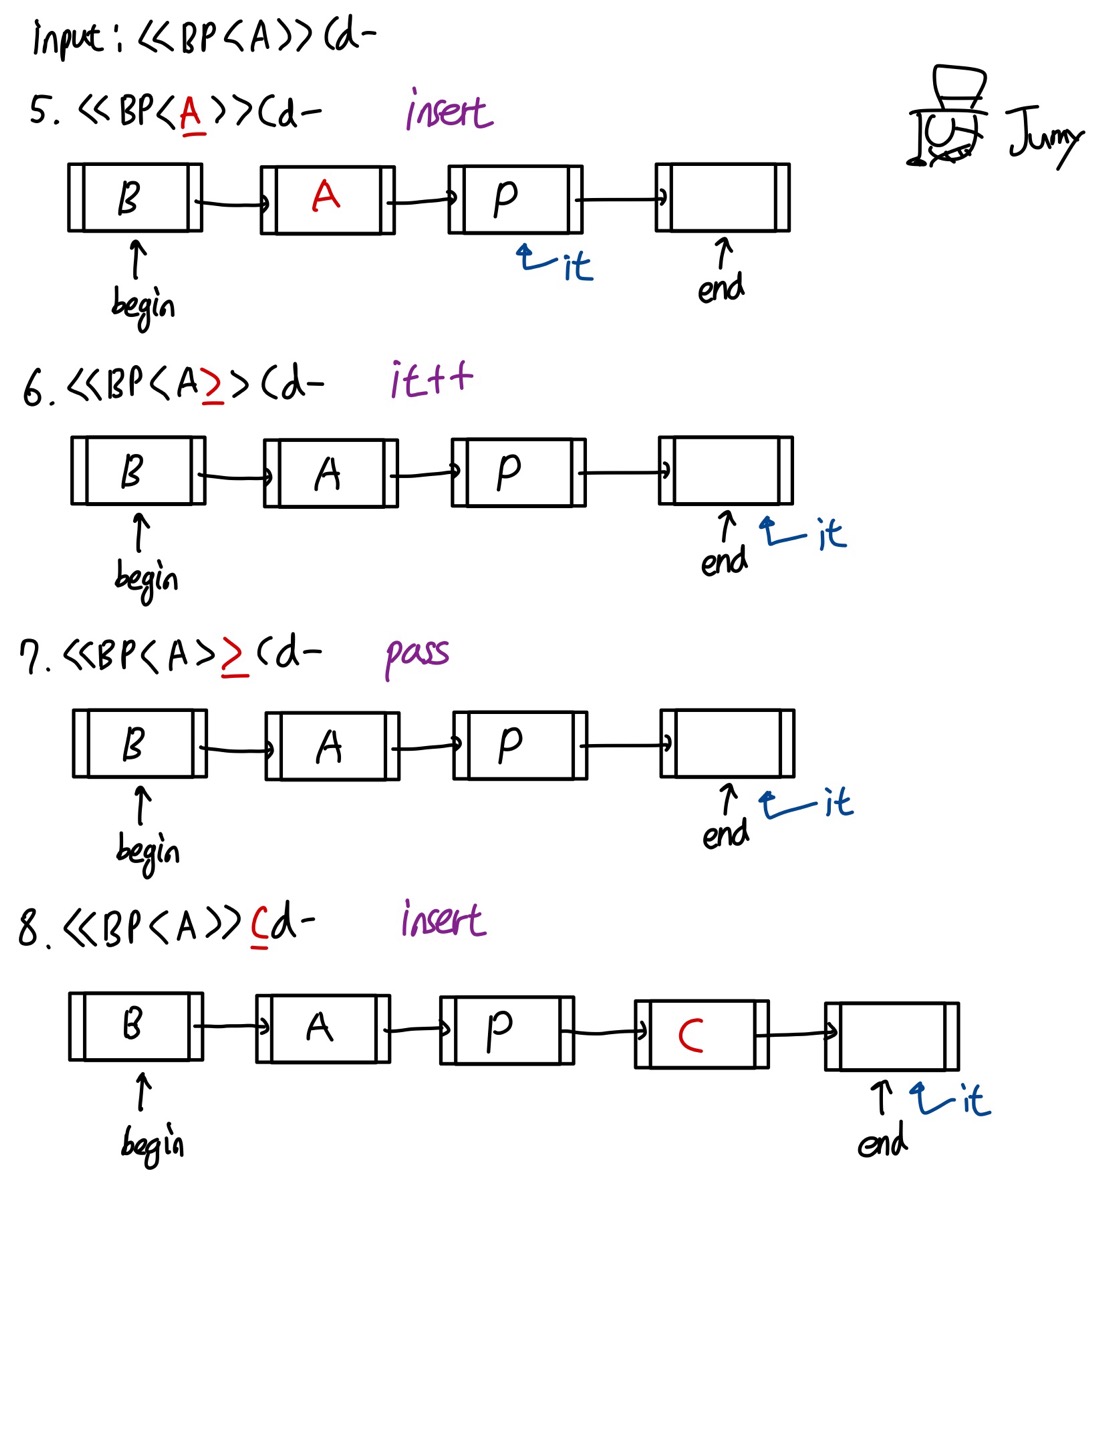 input: <<BP<A>>Cd-
5. <<BP<A>>Cd- insert
Jumy
B A P
it
begin end
6. <<BP<A>>Cd- it++
B A P
begin end it
7. <<BP<A>>Cd- pass
B A P
begin end it
8. <<BP<A>>Cd- insert
B A P C
begin end it